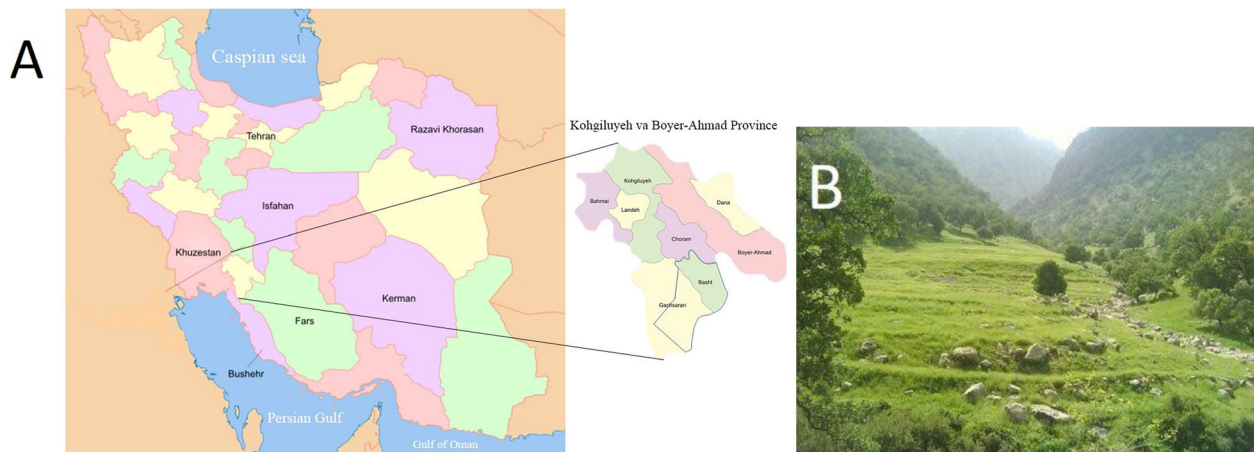 A
Caspian sea
Tehran
Razavi Khorasan
Isfahan
Khuzestan
Kerman
Fars
Bushehr
Persian Gulf
Gulf of Oman
Kohgiluyeh va Boyer-Ahmad Province
Kohgiluyeh
Bahmai
Landeh
Dana
Choram
Boyer-Ahmad
Basht
Gachsaran
B